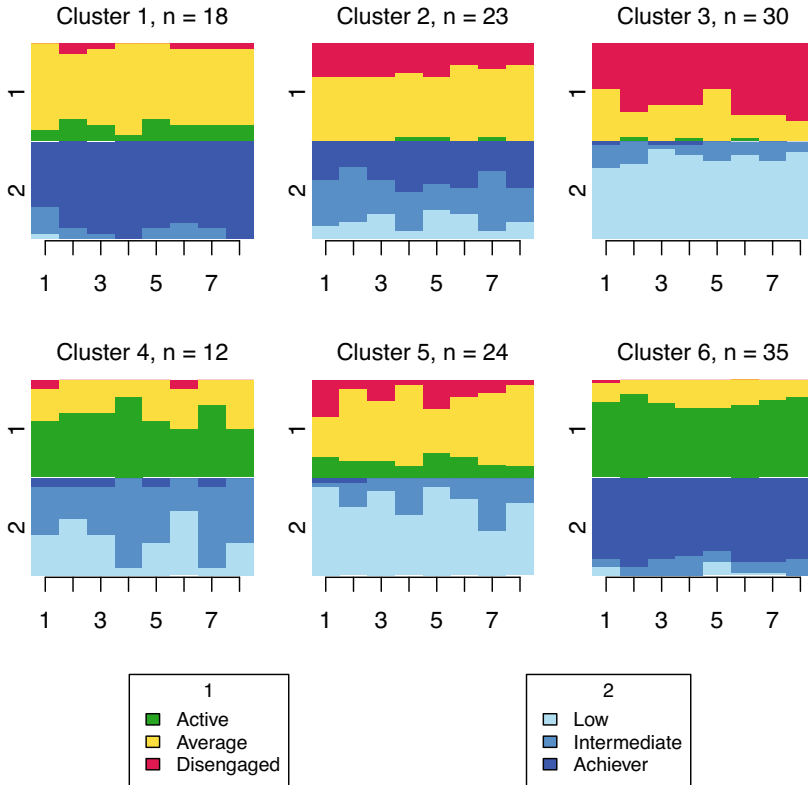 Cluster 1, n = 18
Cluster 2, n = 23
Cluster 3, n = 30
1
1
1
2
2
2
1 3 5 7
1 3 5 7
1 3 5 7
Cluster 4, n = 12
Cluster 5, n = 24
Cluster 6, n = 35
1
1
1
2
2
2
1 3 5 7
1 3 5 7
1 3 5 7
1
Active
Average
Disengaged
2
Low
Intermediate
Achiever